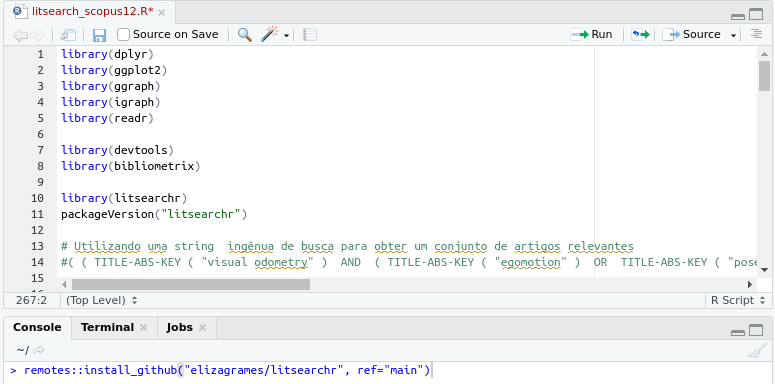 litsearch_scopus12.R* ×
Source on Save Run Source
1 library(dplyr)
2 library(ggplot2)
3 library(ggraph)
4 library(igraph)
5 library(readr)
6
7 library(devtools)
8 library(bibliometrix)
9
10 library(litsearchr)
11 packageVersion("litsearchr")
12
13 # Utilizando uma string  ingênua de busca para obter um conjunto de artigos relevantes
14 #( ( TITLE-ABS-KEY ( "visual odometry" )  AND  ( TITLE-ABS-KEY ( "egomotion" )  OR  TITLE-ABS-KEY ( "pose
15
267:2 (Top Level) R Script
Console Terminal × Jobs ×
~/
> remotes::install_github("elizagrames/litsearchr", ref="main")